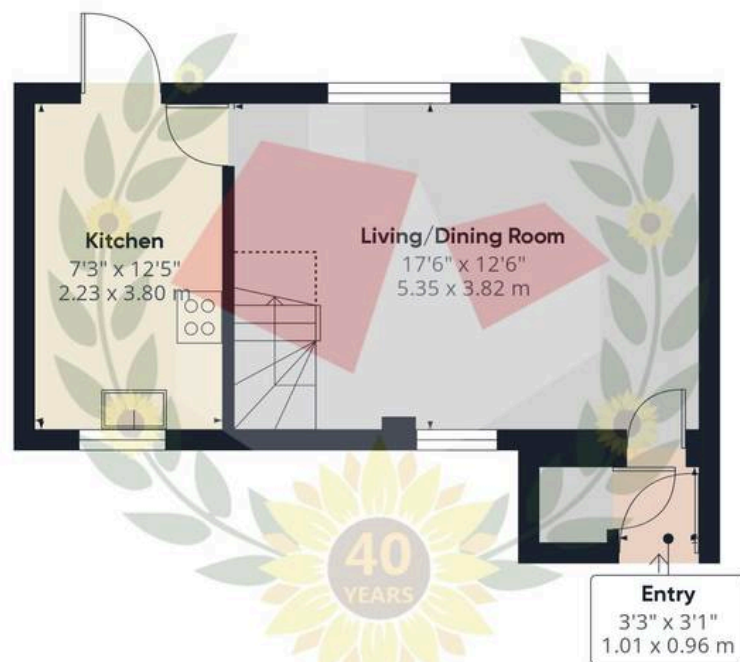 Kitchen
7'3" x 12'5"
2.23 x 3.80 m
Living/Dining Room
17'6" x 12'6"
5.35 x 3.82 m
40
YEARS
Entry
3'3" x 3'1"
1.01 x 0.96 m